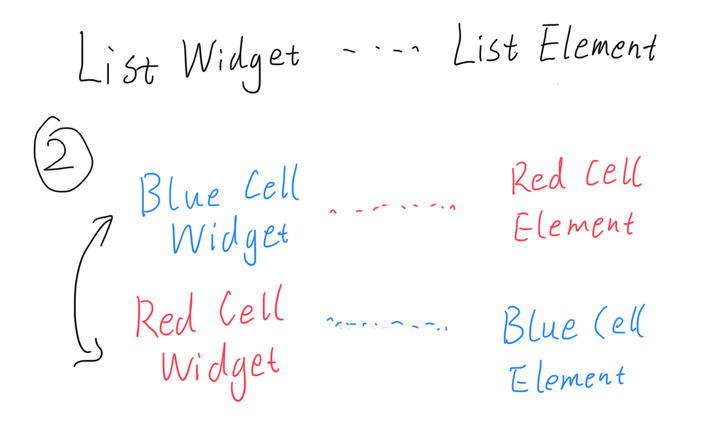 List Widget List Element
2
Blue Cell
Widget
Red Cell
Element
Red Cell
Widget
Blue Cell
Element